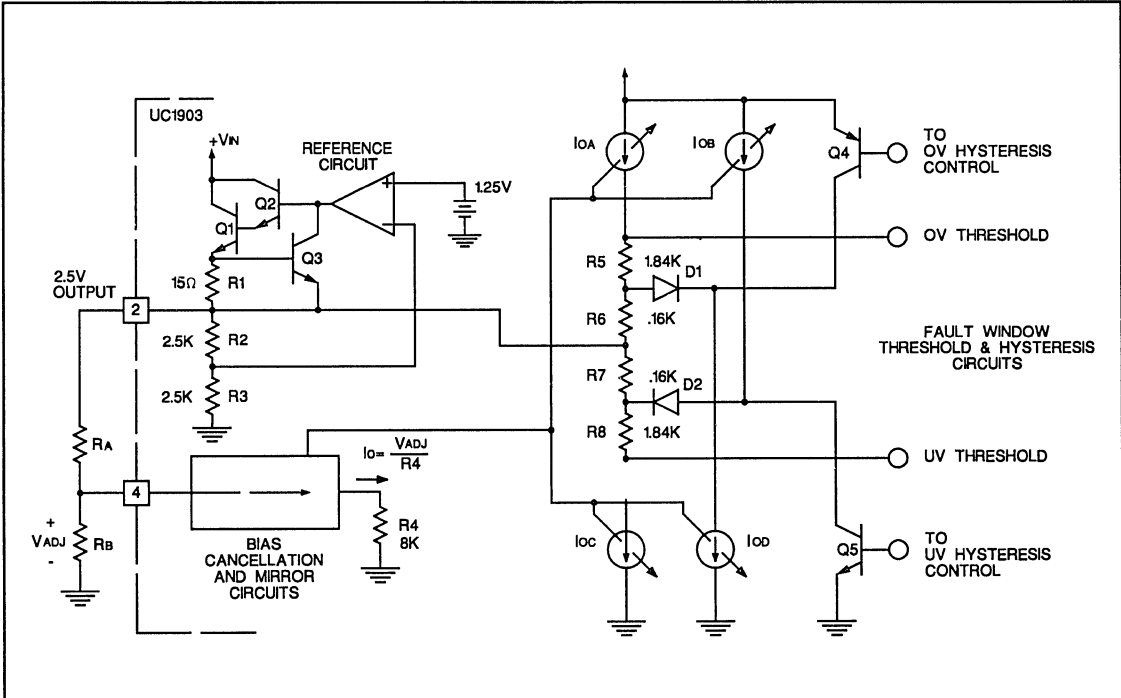 UC1903
+VIN
REFERENCE
CIRCUIT
1.25V
Q2
Q1
Q3
2.5V
OUTPUT
15Ω
R1
2
2.5K
R2
2.5K
R3
RA
4
+
VADJ
-
RB
BIAS
CANCELLATION
AND MIRROR
CIRCUITS
IO= VADJ
R4
R4
8K
IOA
IOB
Q4
TO
OV HYSTERESIS
CONTROL
OV THRESHOLD
R5
1.84K
D1
R6
.16K
FAULT WINDOW
THRESHOLD & HYSTERESIS
CIRCUITS
R7
.16K
D2
R8
1.84K
UV THRESHOLD
IOC
IOD
Q5
TO
UV HYSTERESIS
CONTROL